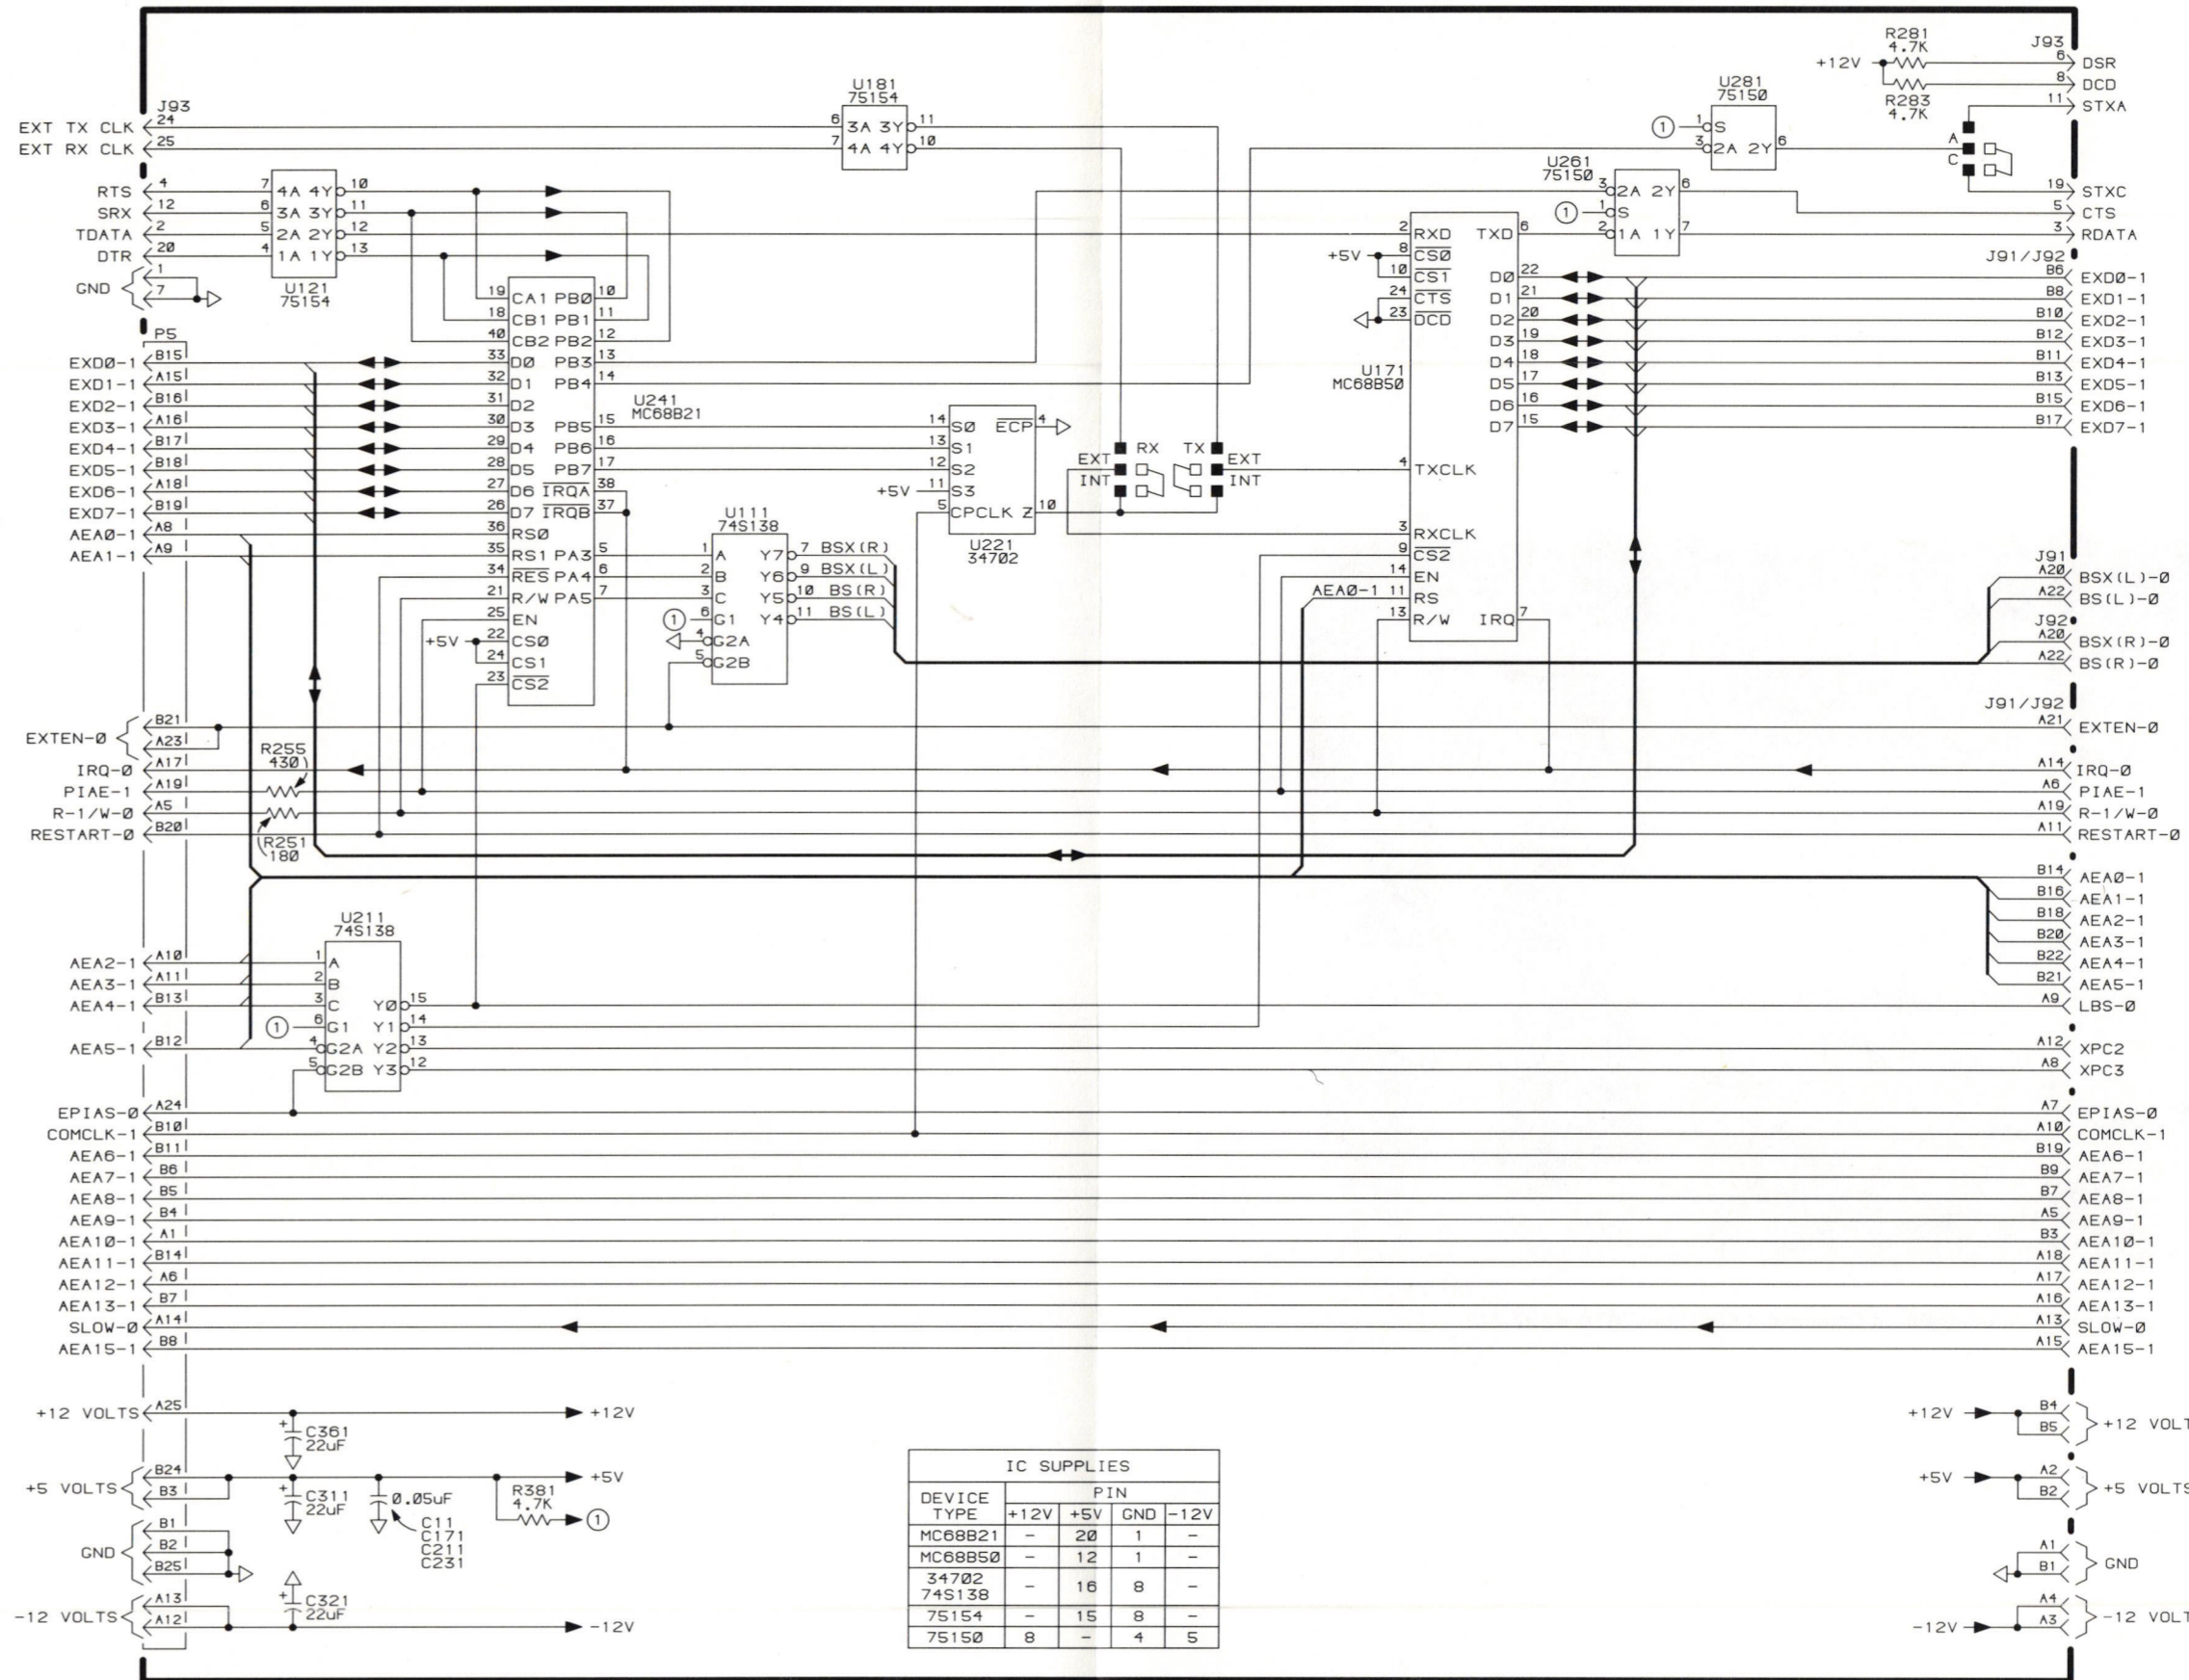 J93
EXT TX CLK 24
EXT RX CLK 25
RTS 4
SRX 12
TDATA 2
DTR 20
GND 1
7
7 4A 4Y 10
6 3A 3Y 11
5 2A 2Y 12
4 1A 1Y 13
U121
75154
U181
75154
6 3A 3Y 11
7 4A 4Y 10
R281
4.7K
+12V
R283
4.7K
J93
6 DSR
8 DCD
11 STXA
A
C
19 STXC
5 CTS
3 RDATA
U281
75150
① 1 S
3 2A 2Y 6
U261
75150
3 2A 2Y 6
① 1 S
2 1A 1Y 7
P5
EXD0-1 B15
EXD1-1 A15
EXD2-1 B16
EXD3-1 A16
EXD4-1 B17
EXD5-1 B18
EXD6-1 A18
EXD7-1 B19
AEA0-1 A8
AEA1-1 A9
19 CA1 PB0 10
18 CB1 PB1 11
40 CB2 PB2 12
33 D0 PB3 13
32 D1 PB4 14
31 D2
30 D3 PB5 15
29 D4 PB6 16
28 D5 PB7 17
27 D6 IRQA 38
26 D7 IRQB 37
36 RS0
35 RS1 PA3 5
34 RES PA4 6
21 R/W PA5 7
25 EN
+5V 22 CS0
24 CS1
23 CS2
U241
MC68B21
U111
74S138
1 A Y7 7 BSX(R)
2 B Y6 9 BSX(L)
3 C Y5 10 BS(R)
① 6 G1 Y4 11 BS(L)
4 G2A
5 G2B
14 S0 ECP 4
13 S1
12 S2
+5V 11 S3
5 CPCLK Z 10
U221
34702
RX TX
EXT EXT
INT INT
U171
MC68B50
2 RXD TXD 6
+5V 8 CS0
10 CS1 D0 22
24 CTS D1 21
23 DCD D2 20
D3 19
D4 18
D5 17
D6 16
D7 15
4 TXCLK
3 RXCLK
9 CS2
14 EN
AEA0-1 11 RS
13 R/W IRQ 7
J91/J92
B6 EXD0-1
B8 EXD1-1
B10 EXD2-1
B12 EXD3-1
B11 EXD4-1
B13 EXD5-1
B15 EXD6-1
B17 EXD7-1
J91
A20 BSX(L)-0
A22 BS(L)-0
J92
A20 BSX(R)-0
A22 BS(R)-0
J91/J92
A21 EXTEN-0
A14 IRQ-0
A6 PIAE-1
A19 R-1/W-0
A11 RESTART-0
EXTEN-0 B21
A23
IRQ-0 A17
PIAE-1 A19
R-1/W-0 A5
RESTART-0 B20
R255
430
R251
180
B14 AEA0-1
B16 AEA1-1
B18 AEA2-1
B20 AEA3-1
B22 AEA4-1
B21 AEA5-1
A9 LBS-0
A12 XPC2
A8 XPC3
U211
74S138
AEA2-1 A10 1 A
AEA3-1 A11 2 B
AEA4-1 B13 3 C Y0 15
① 6 G1 Y1 14
AEA5-1 B12 4 G2A Y2 13
5 G2B Y3 12
EPIAS-0 A24 A7 EPIAS-0
COMCLK-1 B10 A10 COMCLK-1
AEA6-1 B11 B19 AEA6-1
AEA7-1 B6 B9 AEA7-1
AEA8-1 B5 B7 AEA8-1
AEA9-1 B4 A5 AEA9-1
AEA10-1 A1 B3 AEA10-1
AEA11-1 B14 A18 AEA11-1
AEA12-1 A6 A17 AEA12-1
AEA13-1 B7 A16 AEA13-1
SLOW-0 A14 A13 SLOW-0
AEA15-1 B8 A15 AEA15-1
+12 VOLTS A25 +12V
+ C361
22uF
+5 VOLTS B24
B3
+5V
+ C311
22uF
0.05uF
C11
C171
C211
C231
R381
4.7K
①
GND B1
B2
B25
-12 VOLTS A13
A12
+ C321
22uF
-12V
IC SUPPLIES
DEVICE TYPE PIN
+12V +5V GND -12V
MC68B21 - 20 1 -
MC68B50 - 12 1 -
34702
74S138 - 16 8 -
75154 - 15 8 -
75150 8 - 4 5
+12V B4
B5 +12 VOLT
+5V A2
B2 +5 VOLTS
A1
B1 GND
-12V A4
A3 -12 VOLT